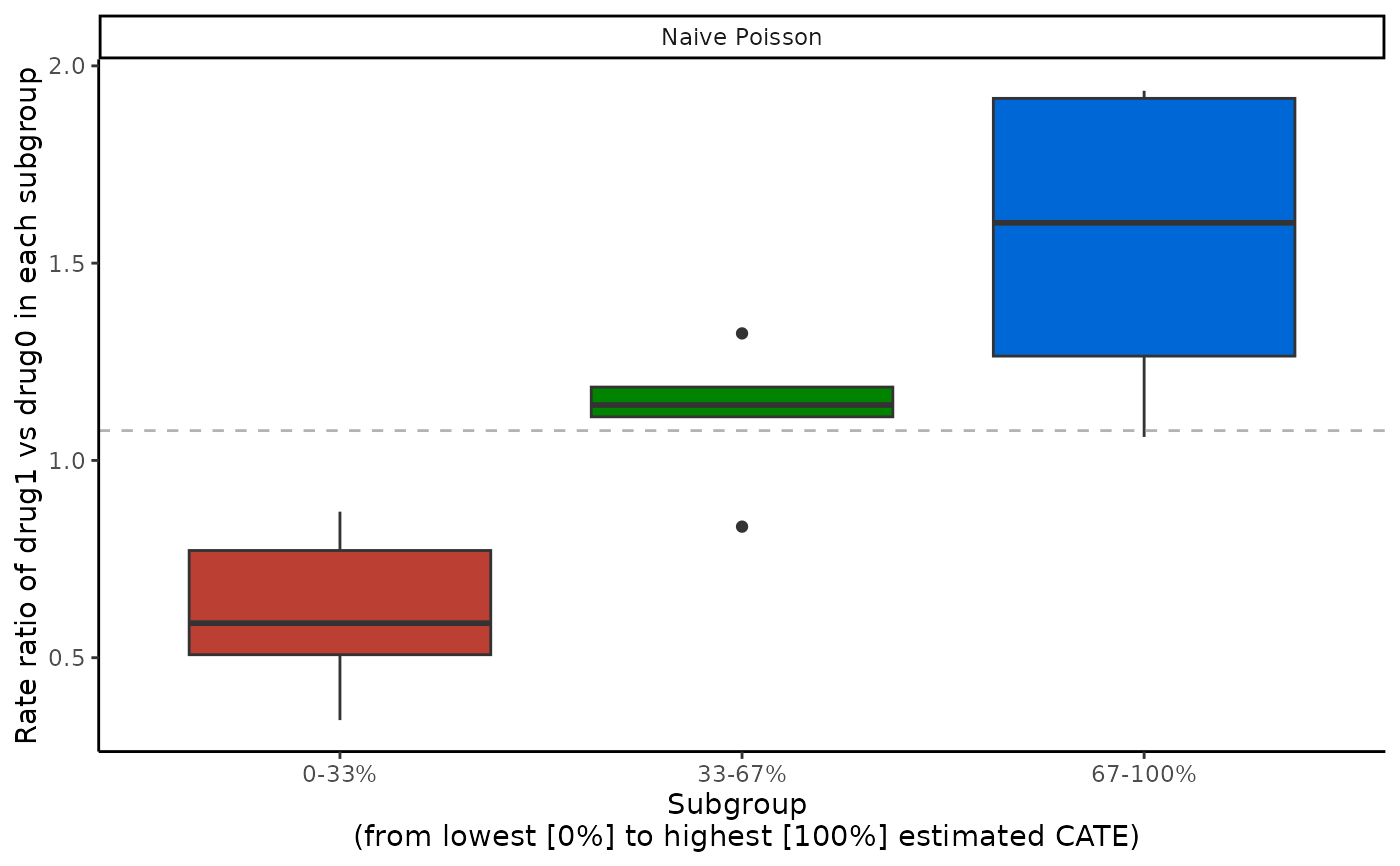 Naive Poisson
Rate ratio of drug1 vs drug0 in each subgroup
2.0
1.5
1.0
0.5
0-33%
33-67%
67-100%
Subgroup
(from lowest [0%] to highest [100%] estimated CATE)